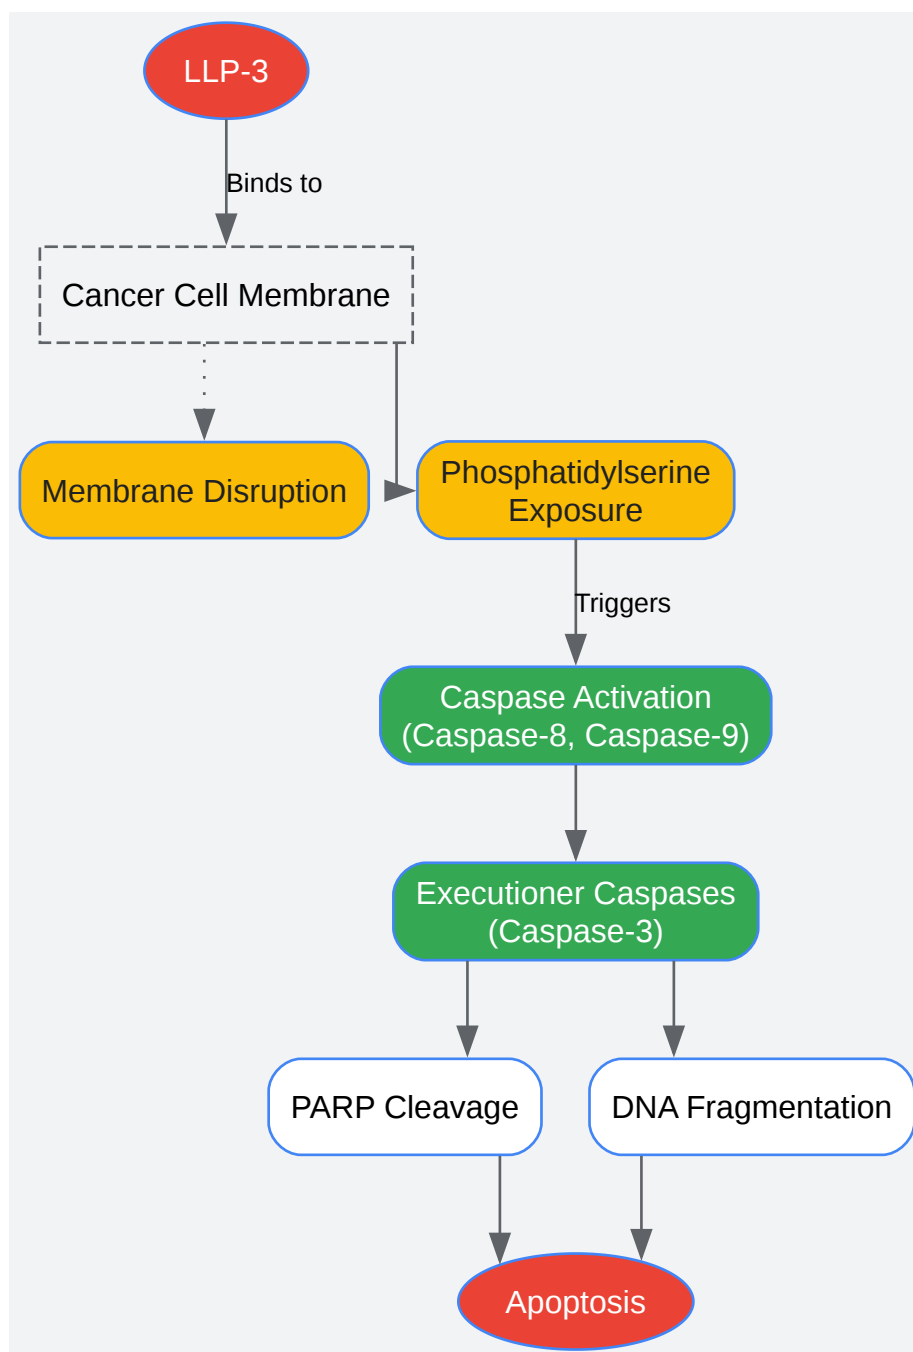 LLP-3
Binds to
Cancer Cell Membrane
Membrane Disruption
Phosphatidylserine
Exposure
Triggers
Caspase Activation
(Caspase-8, Caspase-9)
Executioner Caspases
(Caspase-3)
PARP Cleavage
DNA Fragmentation
Apoptosis